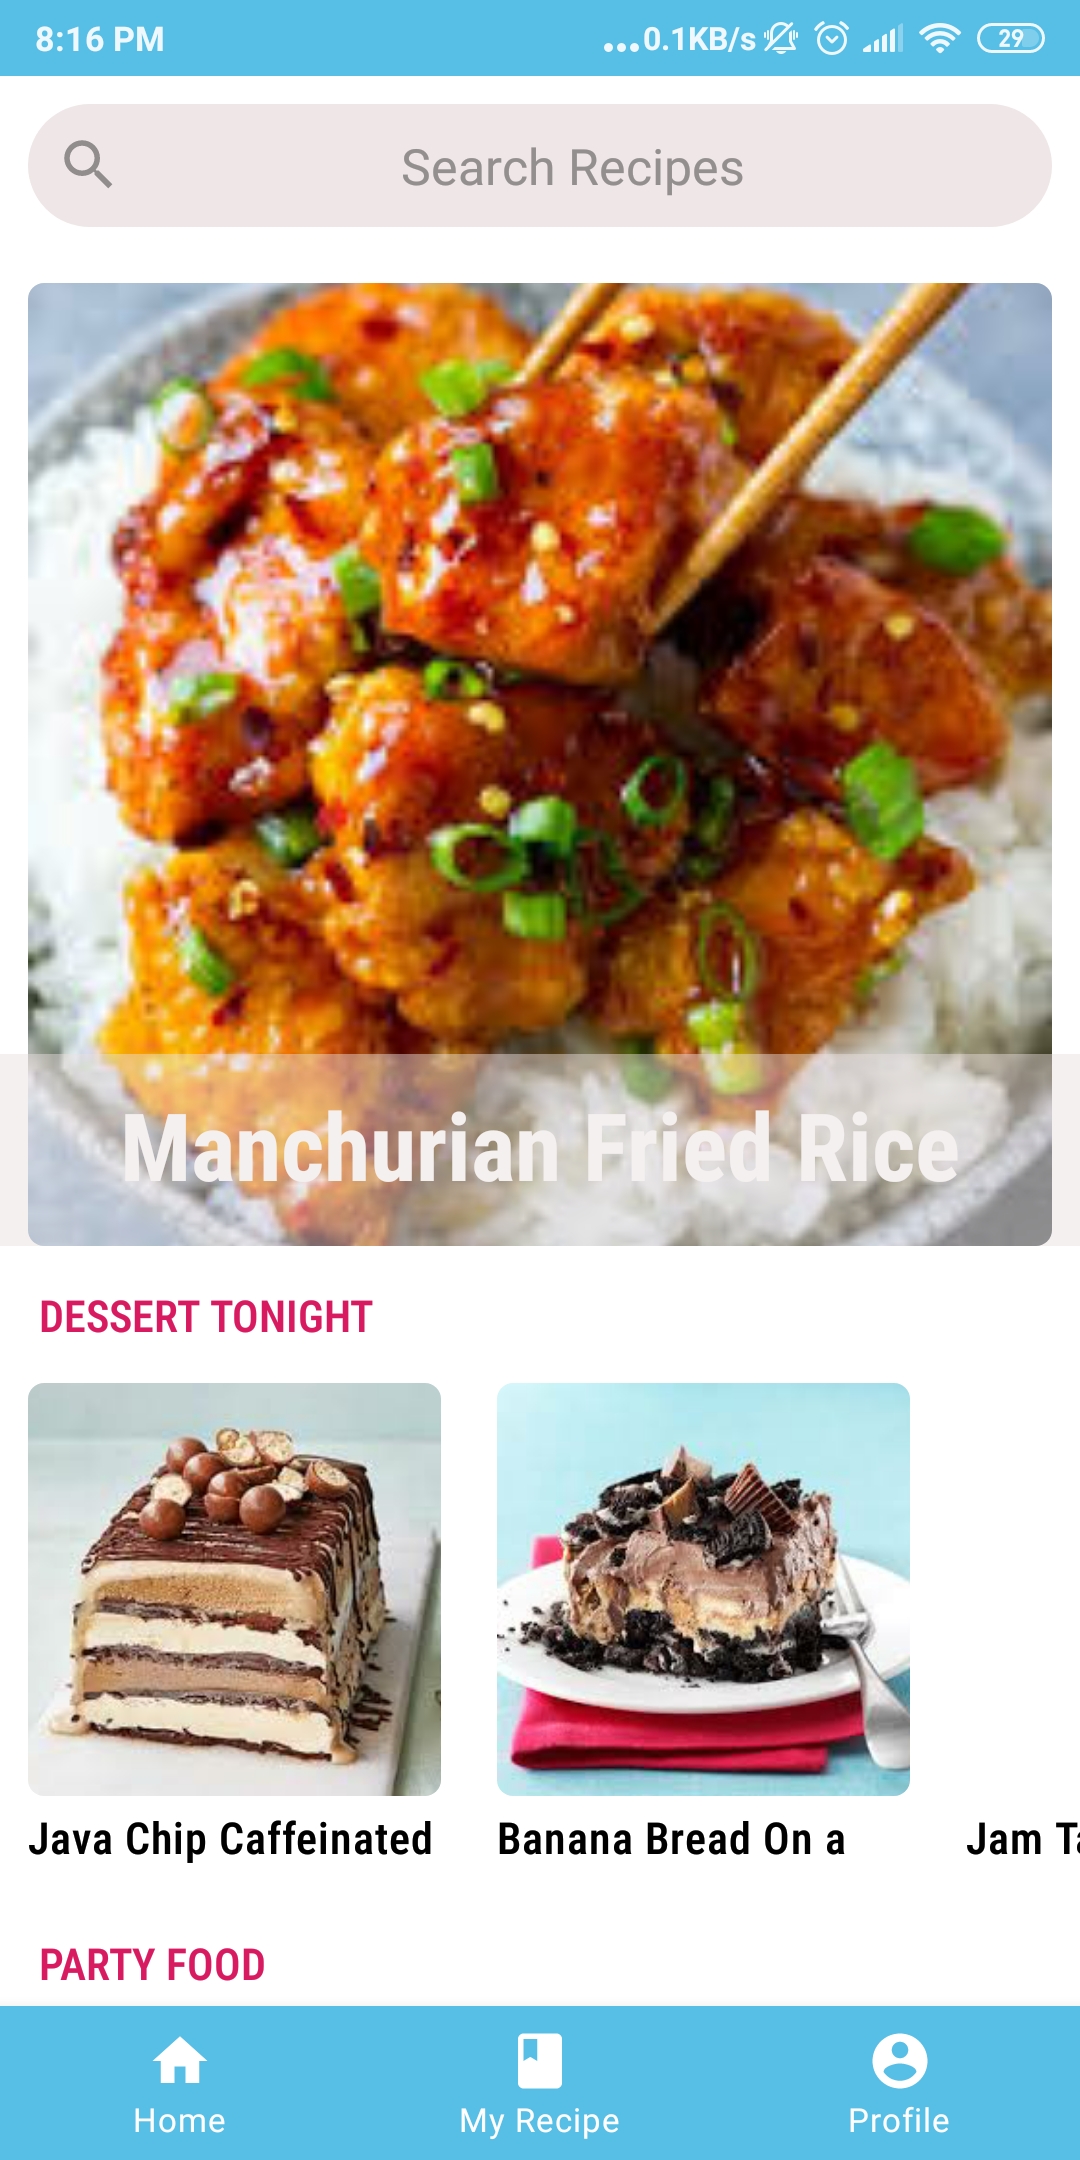 8:16 PM
...0.1KB/s
29
Search Recipes
Manchurian Fried Rice
DESSERT TONIGHT
Java Chip Caffeinated
Banana Bread On a
Jam
PARTY FOOD
Home
My Recipe
Profile